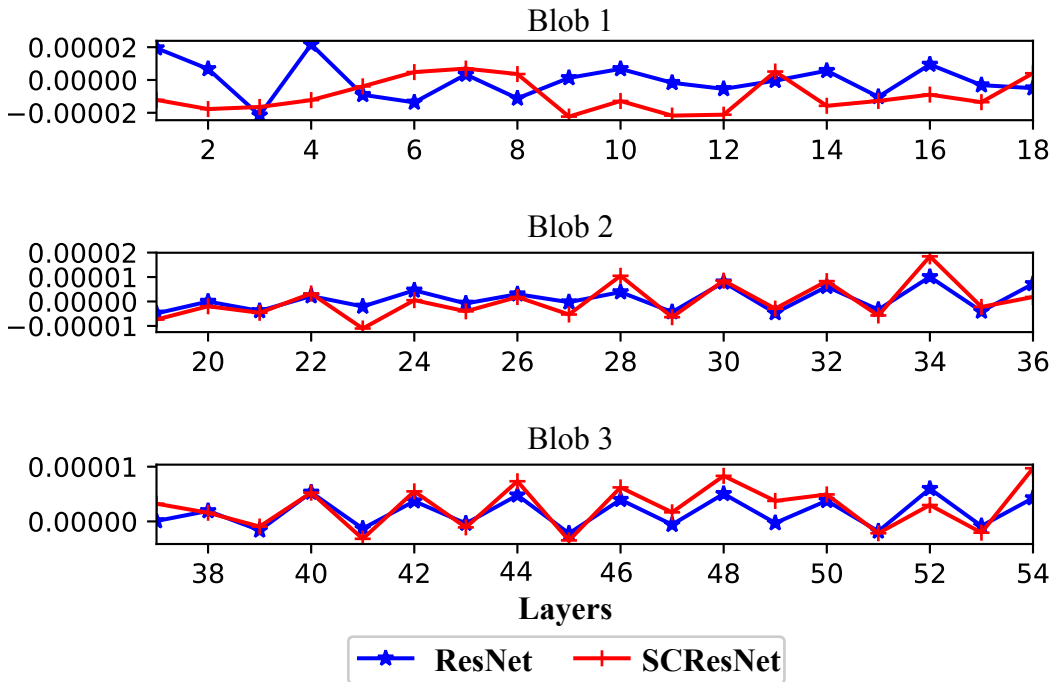 Blob 1
0.00002
0.00000
−0.00002
2 4 6 8 10 12 14 16 18
Blob 2
0.00002
0.00001
0.00000
−0.00001
20 22 24 26 28 30 32 34 36
Blob 3
0.00001
0.00000
38 40 42 44 46 48 50 52 54
Layers
ResNet SCResNet